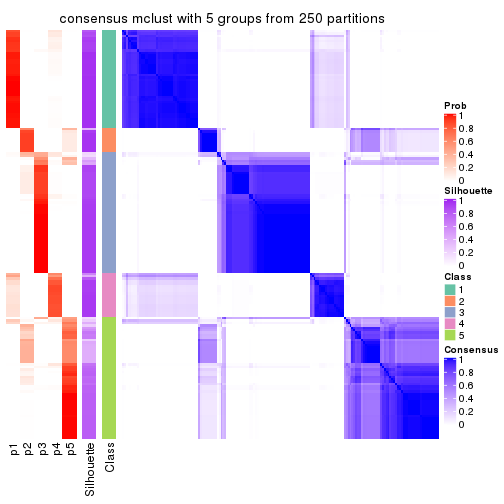 consensus mclust with 5 groups from 250 partitions
Prob
1
0.8
0.6
0.4
0.2
0
Silhouette
1
0.8
0.6
0.4
0.2
0
Class
1
2
3
4
5
Consensus
1
0.8
0.6
0.4
0.2
0
p1
p2
p3
p4
p5
Silhouette
Class